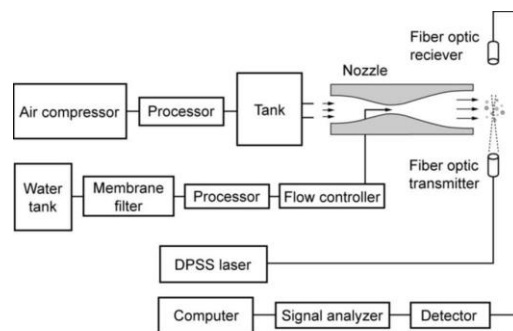 Fiber optic
reciever
Nozzle
Air compressor
Processor
Tank
Fiber optic
transmitter
Water
tank
Membrane
filter
Processor
Flow controller
DPSS laser
Computer
Signal analyzer
Detector